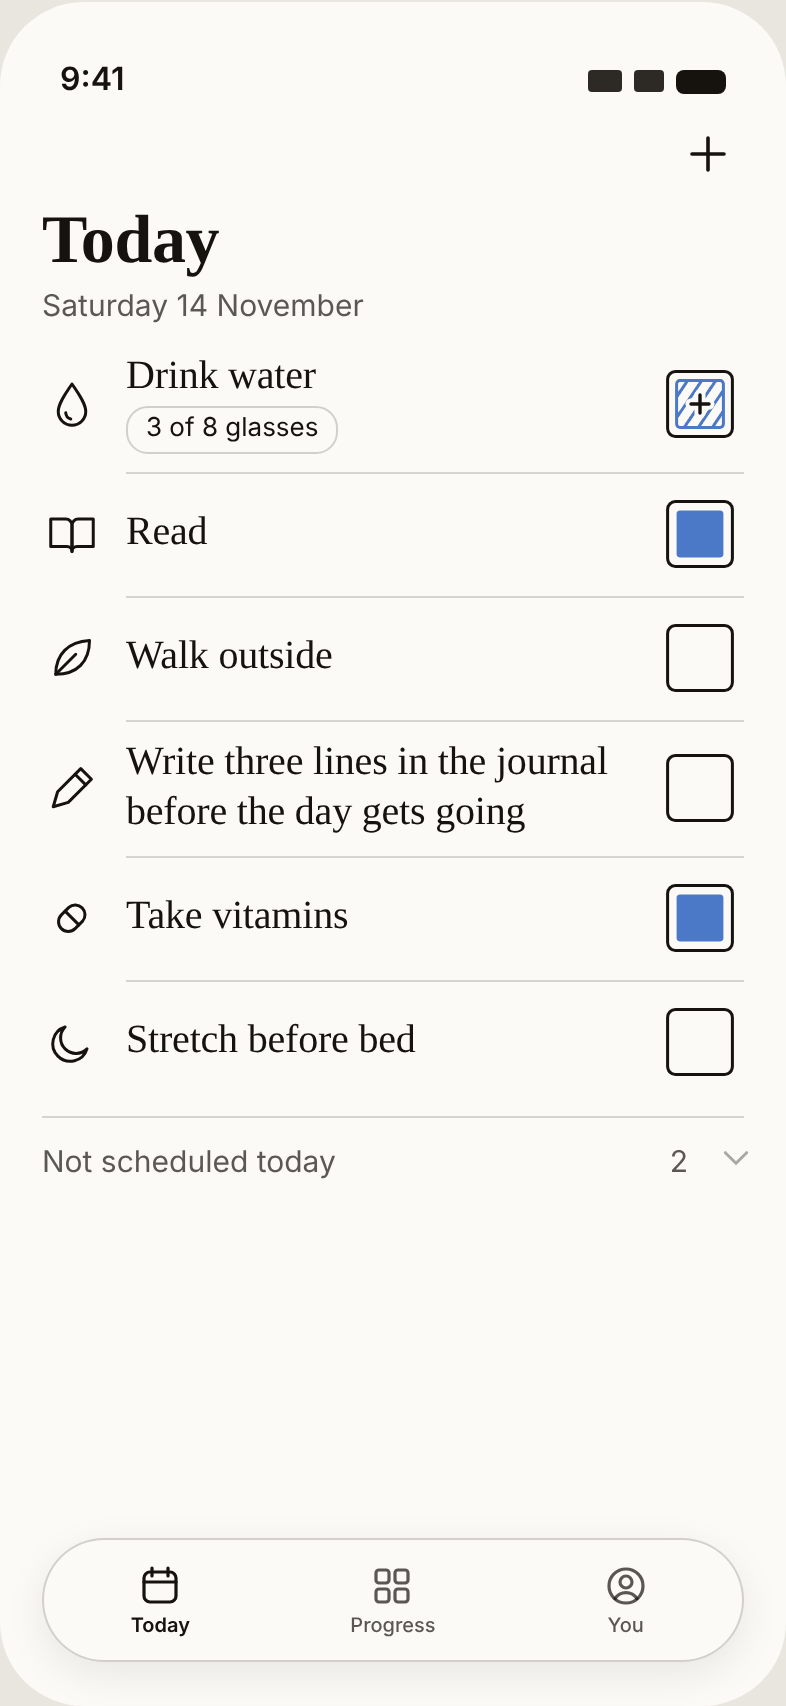 9:41
Today
Saturday 14 November
Drink water
3 of 8 glasses
Read
Walk outside
Write three lines in the journal
before the day gets going
Take vitamins
Stretch before bed
Not scheduled today 2
Today Progress You